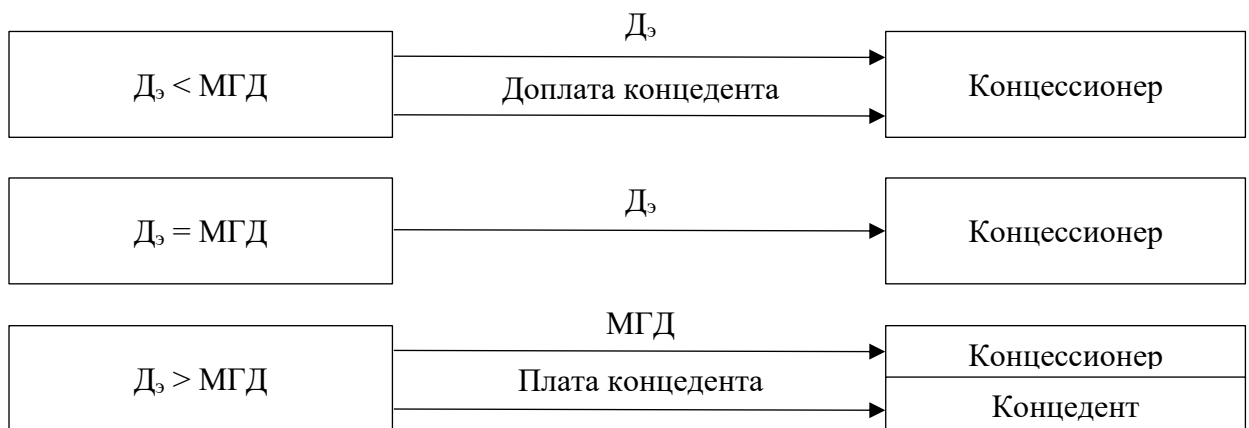 Дэ
Дэ < МГД
Доплата концедента
Концессионер
Дэ
Дэ = МГД
Концессионер
МГД
Дэ > МГД
Плата концедента
Концессионер
Концедент